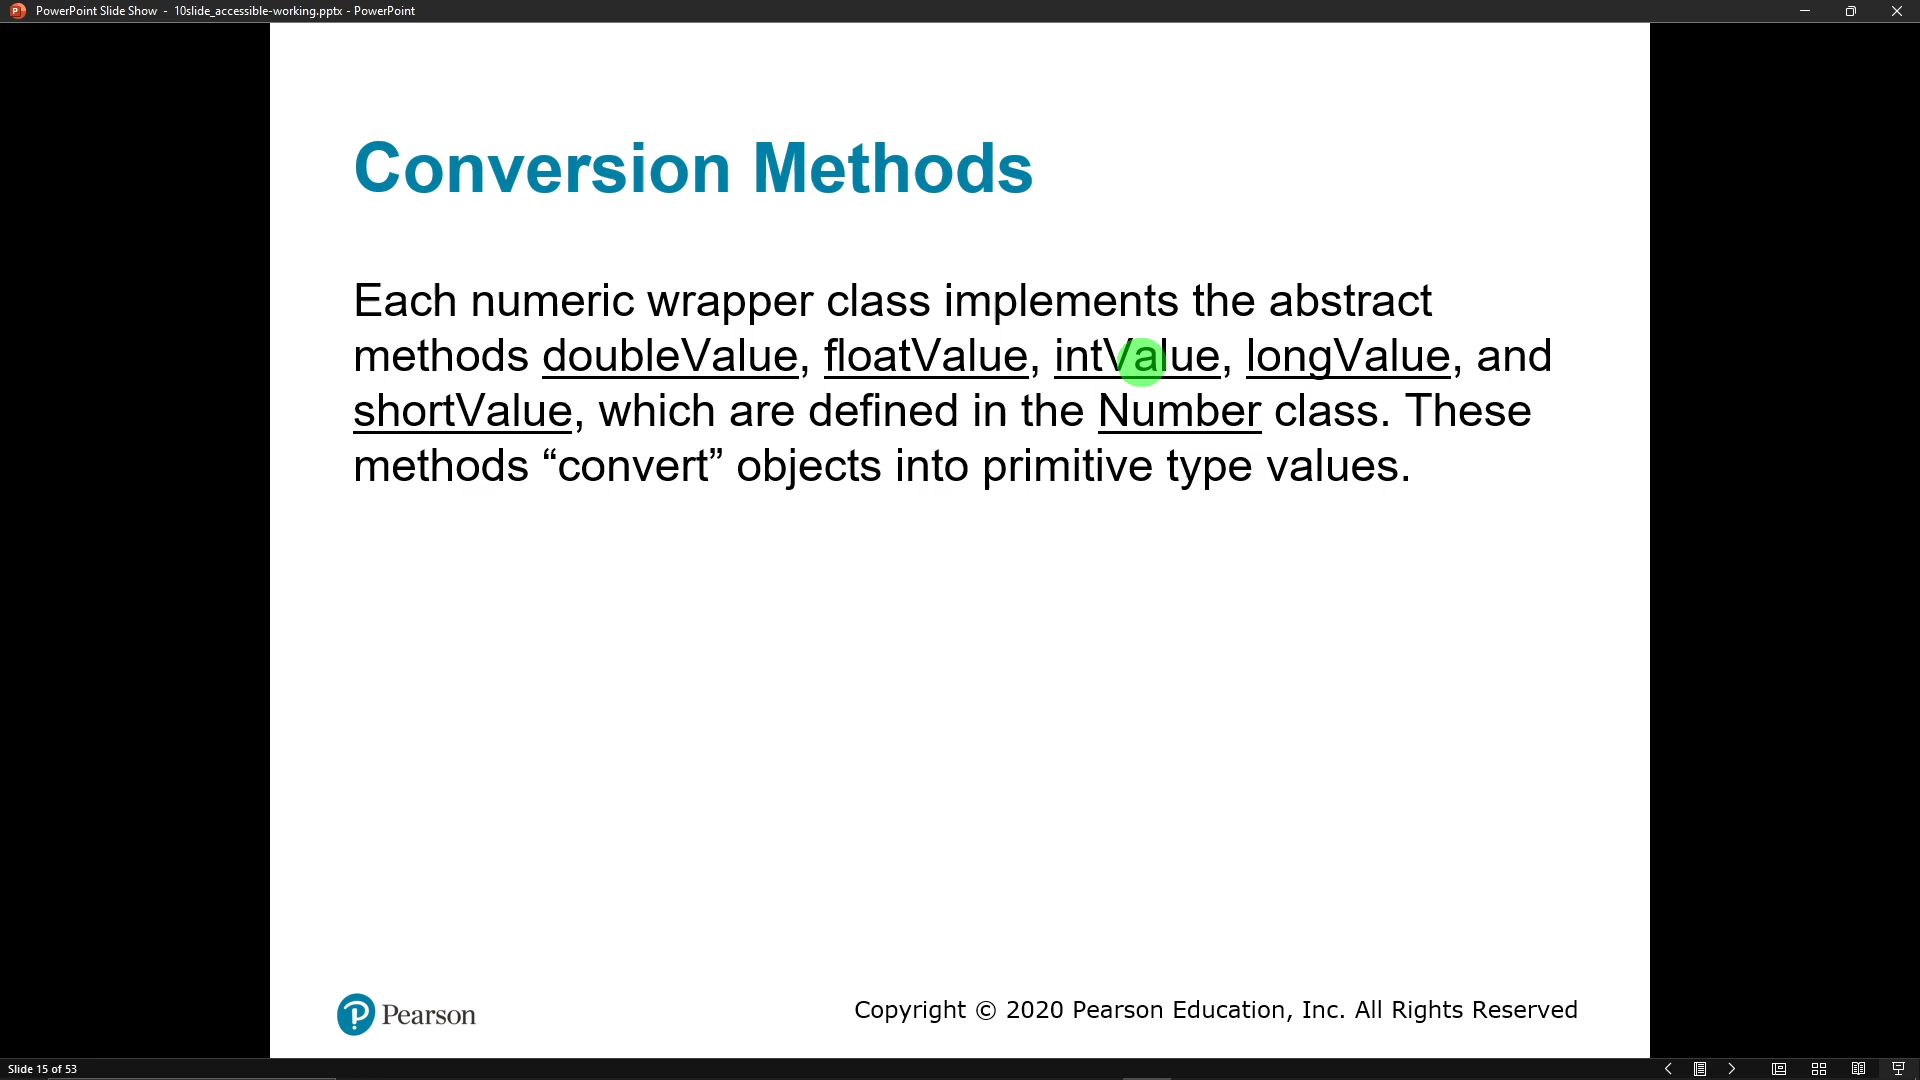 PowerPoint Slide Show - 10slide_accessible-working.pptx - PowerPoint
Conversion Methods
Each numeric wrapper class implements the abstract
methods doubleValue, floatValue, intValue, longValue, and
shortValue, which are defined in the Number class. These
methods “convert” objects into primitive type values.
Pearson
Copyright © 2020 Pearson Education, Inc. All Rights Reserved
Slide 15 of 53